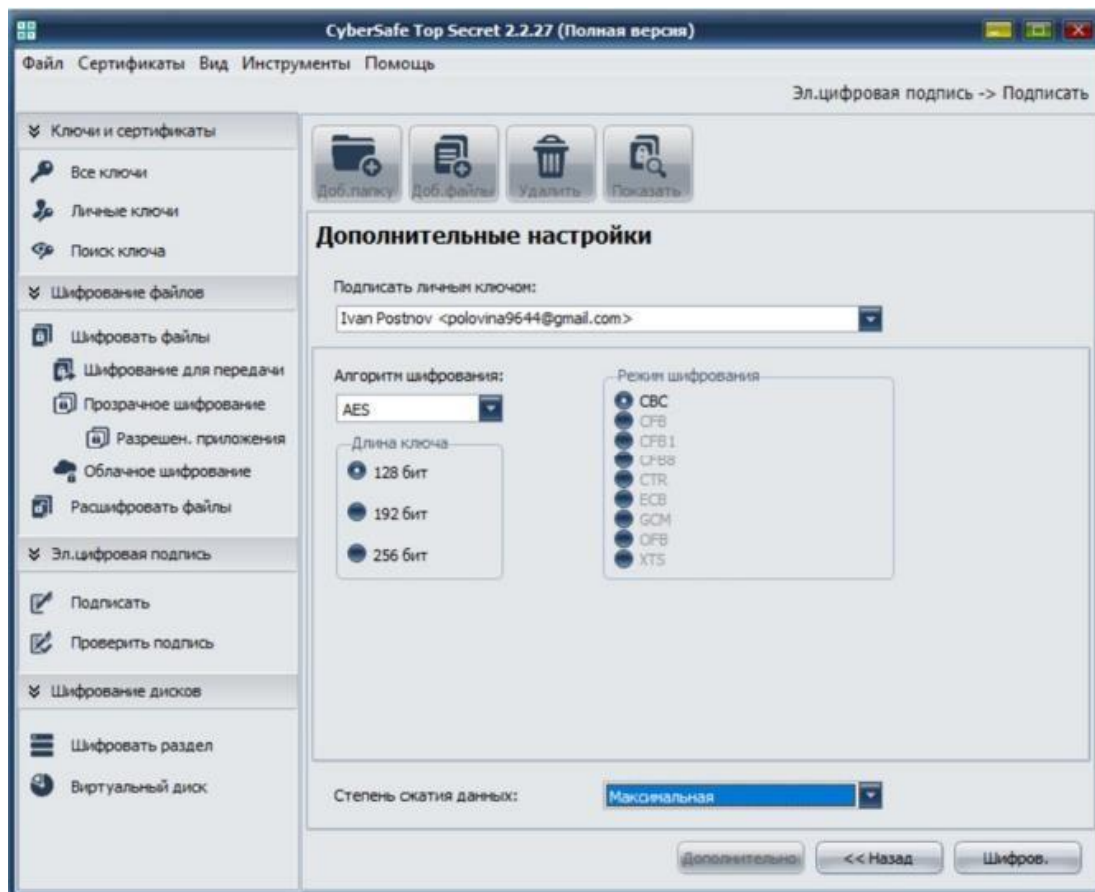 CyberSafe Top Secret 2.2.27 (Полная версия)
Файл Сертификаты Вид Инструменты Помощь
Эл.цифровая подпись -> Подписать
Ключи и сертификаты
Все ключи
Личные ключи
Поиск ключа
Шифрование файлов
Шифровать файлы
Шифрование для передачи
Прозрачное шифрование
Разрешен. приложения
Облачное шифрование
Расшифровать файлы
Эл.цифровая подпись
Подписать
Проверить подпись
Шифрование дисков
Шифровать раздел
Виртуальный диск
Доб.папку Доб.файлы Удалить Показать
Дополнительные настройки
Подписать личным ключом:
Ivan Postnov <polovina9644@gmail.com>
Алгоритм шифрования:
AES
Длина ключа
128 бит
192 бит
256 бит
Режим шифрования
CBC
CFB
CFB1
CFB8
CTR
ECB
GCM
OFB
XTS
Степень сжатия данных:
Максимальная
Дополнительно
<< Назад
Шифров.